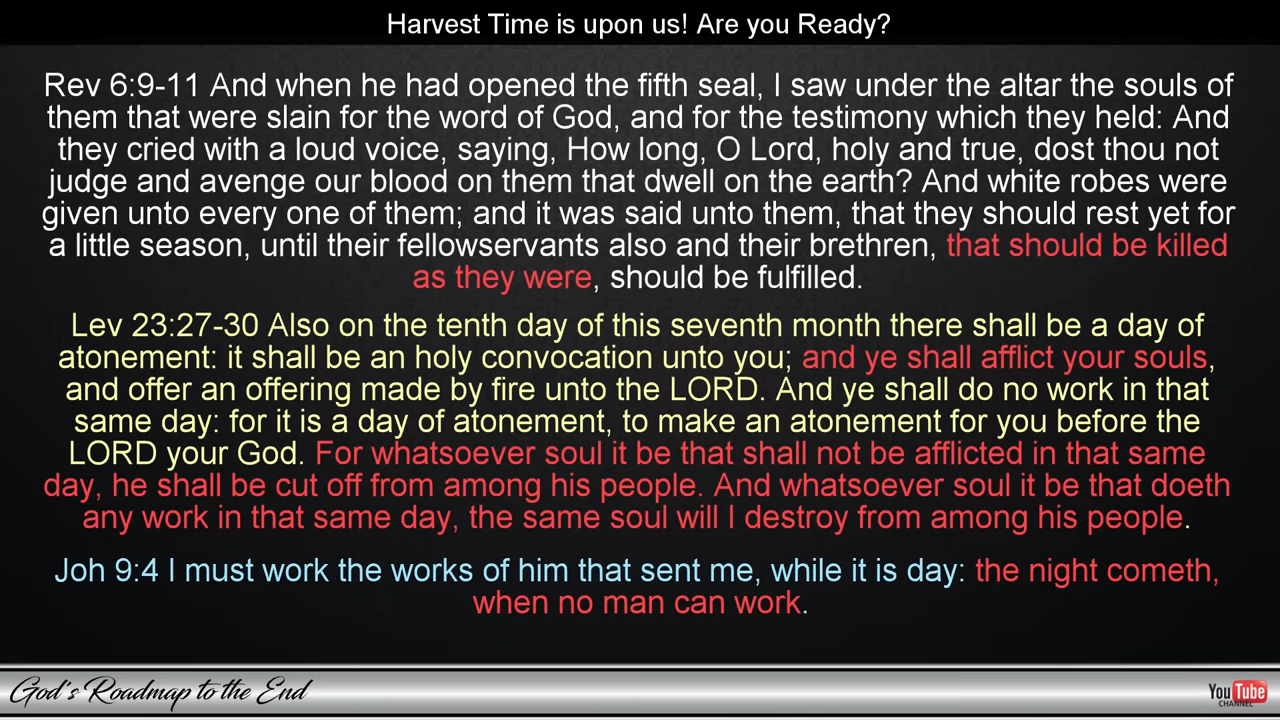 Harvest Time is upon us! Are you Ready?
Rev 6:9-11 And when he had opened the fifth seal, I saw under the altar the souls of
them that were slain for the word of God, and for the testimony which they held: And
they cried with a loud voice, saying, How long, O Lord, holy and true, dost thou not
judge and avenge our blood on them that dwell on the earth? And white robes were
given unto every one of them; and it was said unto them, that they should rest yet for
a little season, until their fellowservants also and their brethren, that should be killed
as they were, should be fulfilled.
Lev 23:27-30 Also on the tenth day of this seventh month there shall be a day of
atonement: it shall be an holy convocation unto you; and ye shall afflict your souls,
and offer an offering made by fire unto the LORD. And ye shall do no work in that
same day: for it is a day of atonement, to make an atonement for you before the
LORD your God. For whatsoever soul it be that shall not be afflicted in that same
day, he shall be cut off from among his people. And whatsoever soul it be that doeth
any work in that same day, the same soul will I destroy from among his people.
Joh 9:4 I must work the works of him that sent me, while it is day: the night cometh,
when no man can work.
God's Roadmap to the End
YouTube
CHANNEL